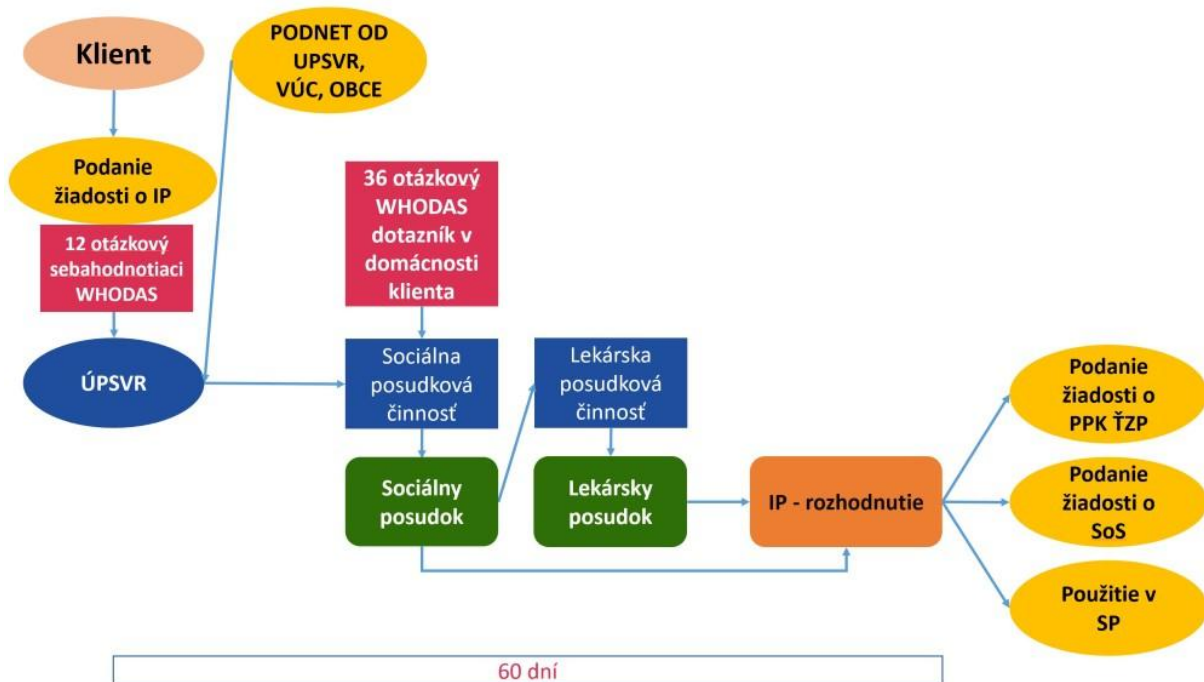 Klient
PODNET OD
UPSVR,
VÚC, OBCE
Podanie
žiadosti o IP
12 otázkový
sebahodnotiaci
WHODAS
ÚPSVR
36 otázkový
WHODAS
dotazník v
domácnosti
klienta
Sociálna
posudková
činnosť
Lekárska
posudková
činnosť
Sociálny
posudok
Lekársky
posudok
IP - rozhodnutie
Podanie
žiadosti o
PPK ŤZP
Podanie
žiadosti o
SoS
Použitie v
SP
60 dní